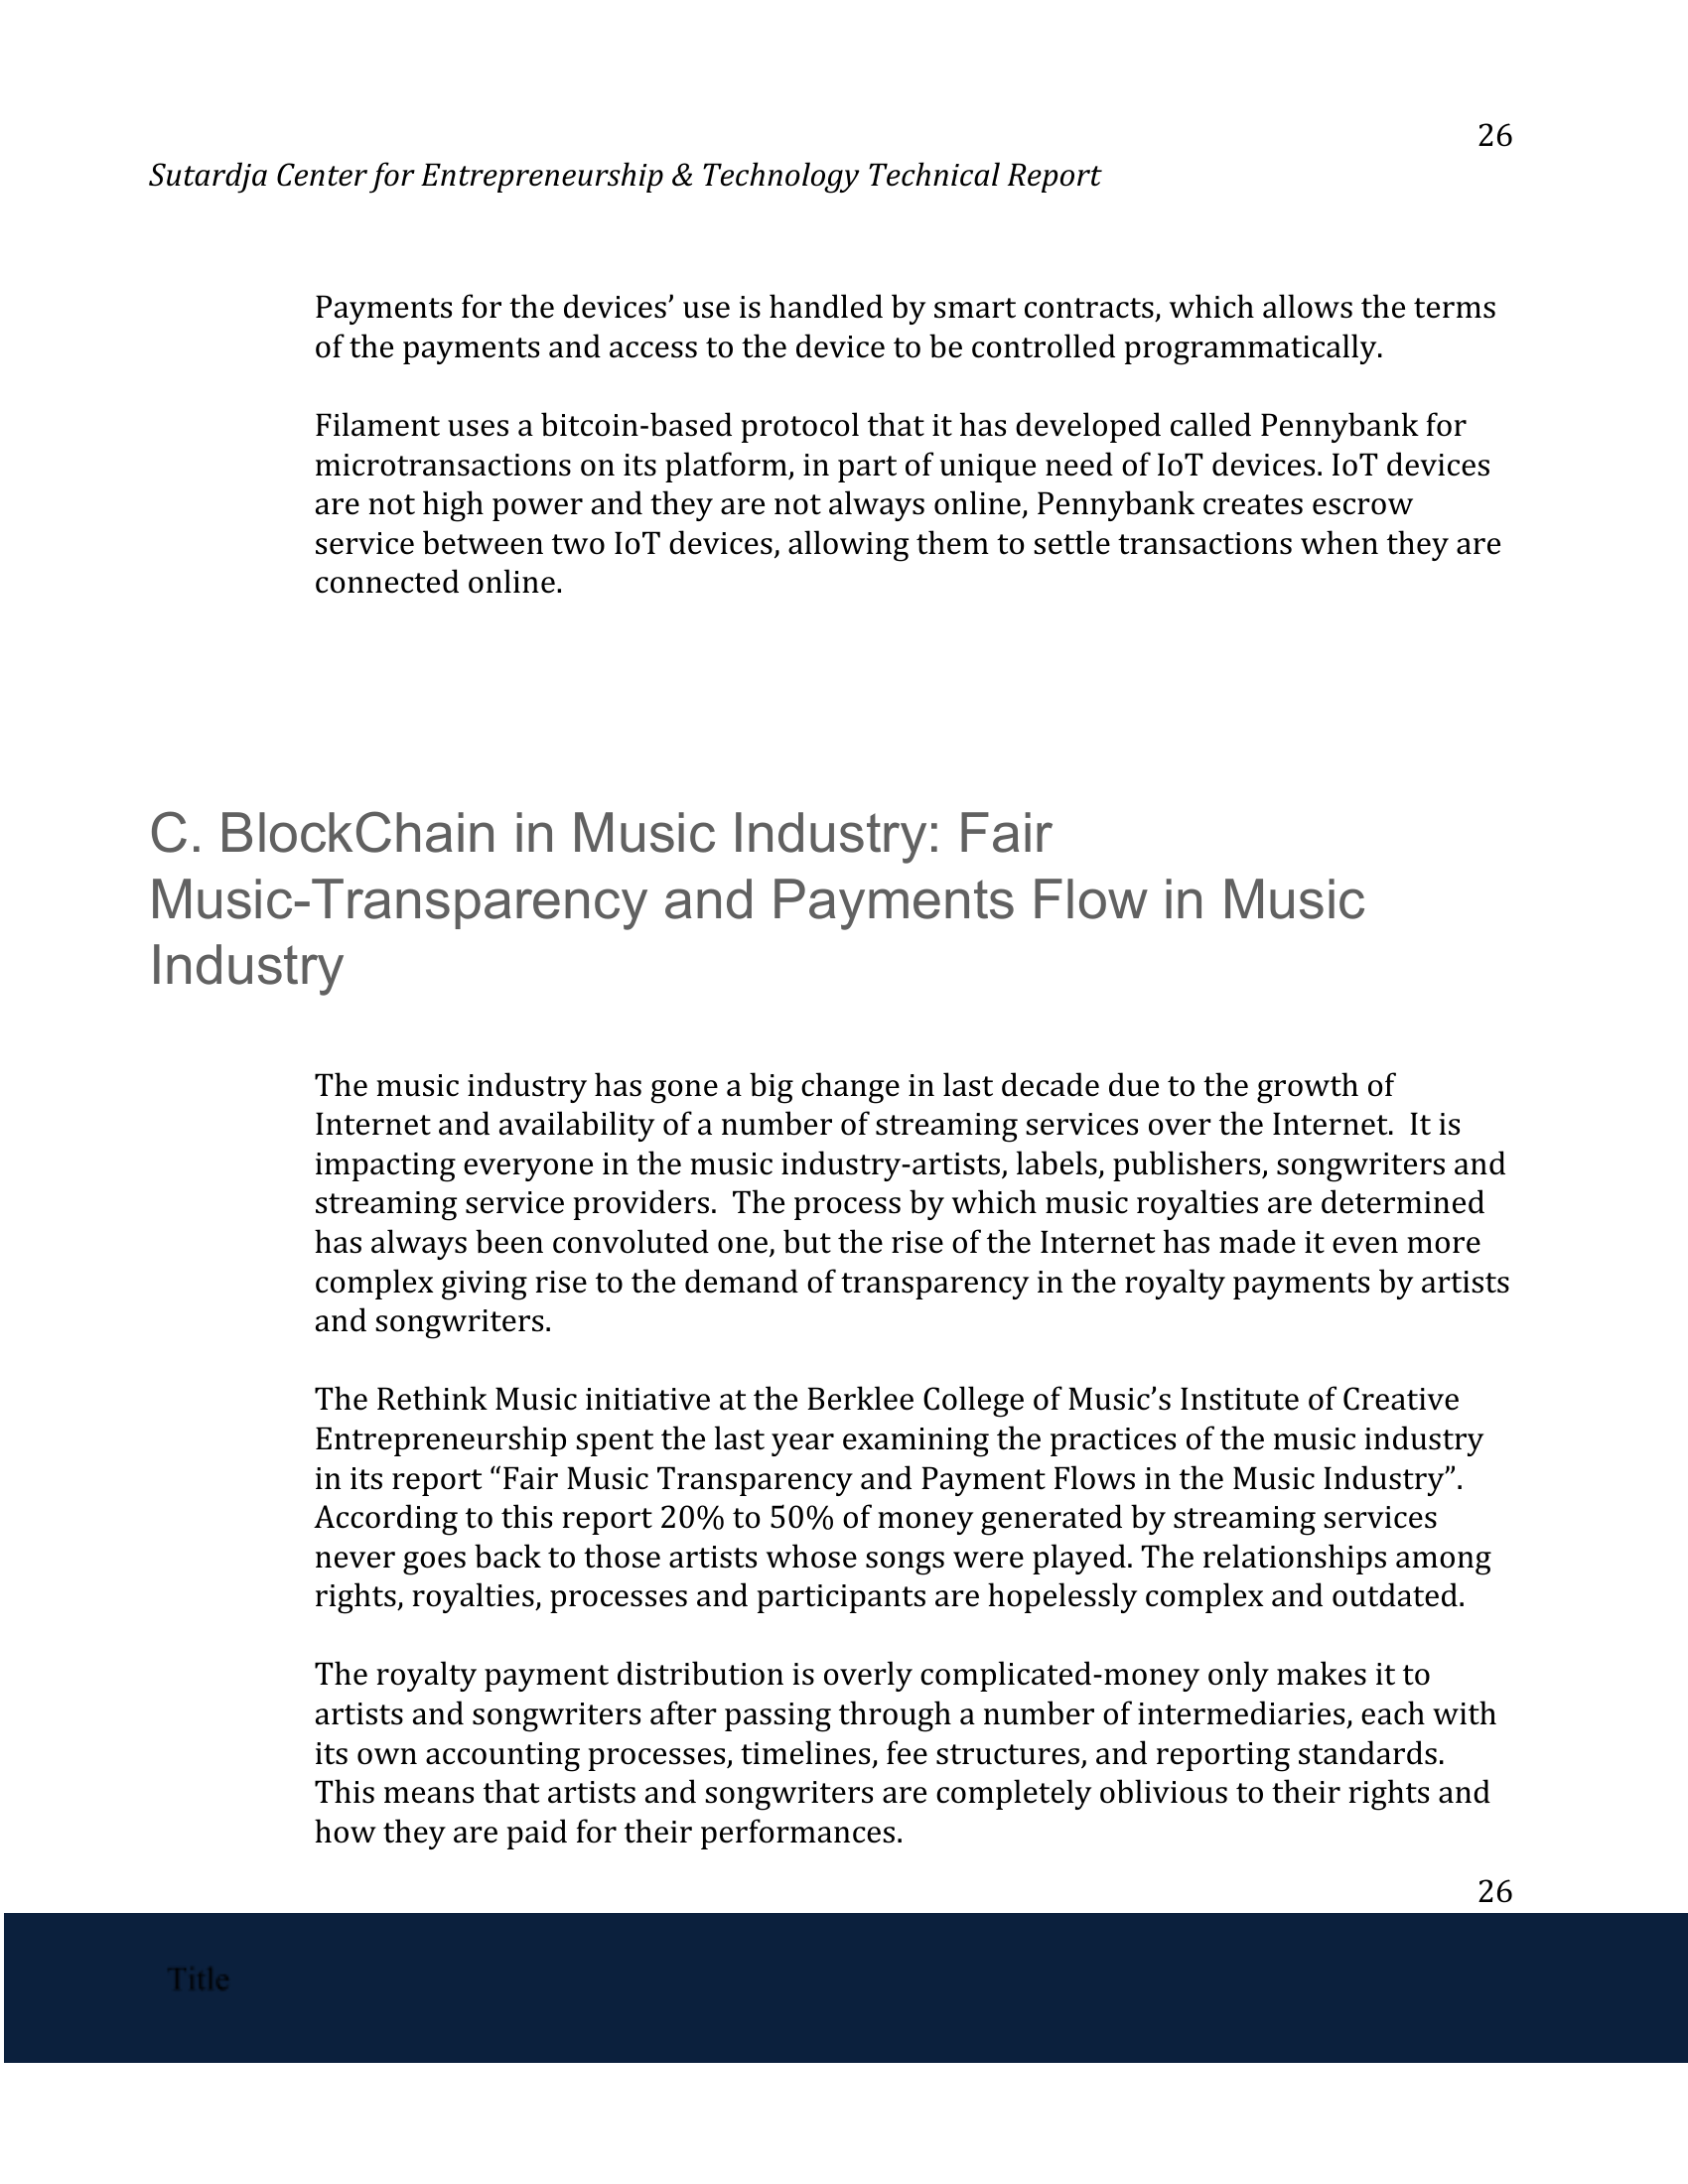 26
Sutardja Center for Entrepreneurship & Technology Technical Report
Payments for the devices’ use is handled by smart contracts, which allows the terms
of the payments and access to the device to be controlled programmatically.
Filament uses a bitcoin-based protocol that it has developed called Pennybank for
microtransactions on its platform, in part of unique need of IoT devices. IoT devices
are not high power and they are not always online, Pennybank creates escrow
service between two IoT devices, allowing them to settle transactions when they are
connected online.
C. BlockChain in Music Industry: Fair
Music-Transparency and Payments Flow in Music
Industry
The music industry has gone a big change in last decade due to the growth of
Internet and availability of a number of streaming services over the Internet.  It is
impacting everyone in the music industry-artists, labels, publishers, songwriters and
streaming service providers.  The process by which music royalties are determined
has always been convoluted one, but the rise of the Internet has made it even more
complex giving rise to the demand of transparency in the royalty payments by artists
and songwriters.
The Rethink Music initiative at the Berklee College of Music’s Institute of Creative
Entrepreneurship spent the last year examining the practices of the music industry
in its report “Fair Music Transparency and Payment Flows in the Music Industry”.
According to this report 20% to 50% of money generated by streaming services
never goes back to those artists whose songs were played. The relationships among
rights, royalties, processes and participants are hopelessly complex and outdated.
The royalty payment distribution is overly complicated-money only makes it to
artists and songwriters after passing through a number of intermediaries, each with
its own accounting processes, timelines, fee structures, and reporting standards.
This means that artists and songwriters are completely oblivious to their rights and
how they are paid for their performances.
26
Title